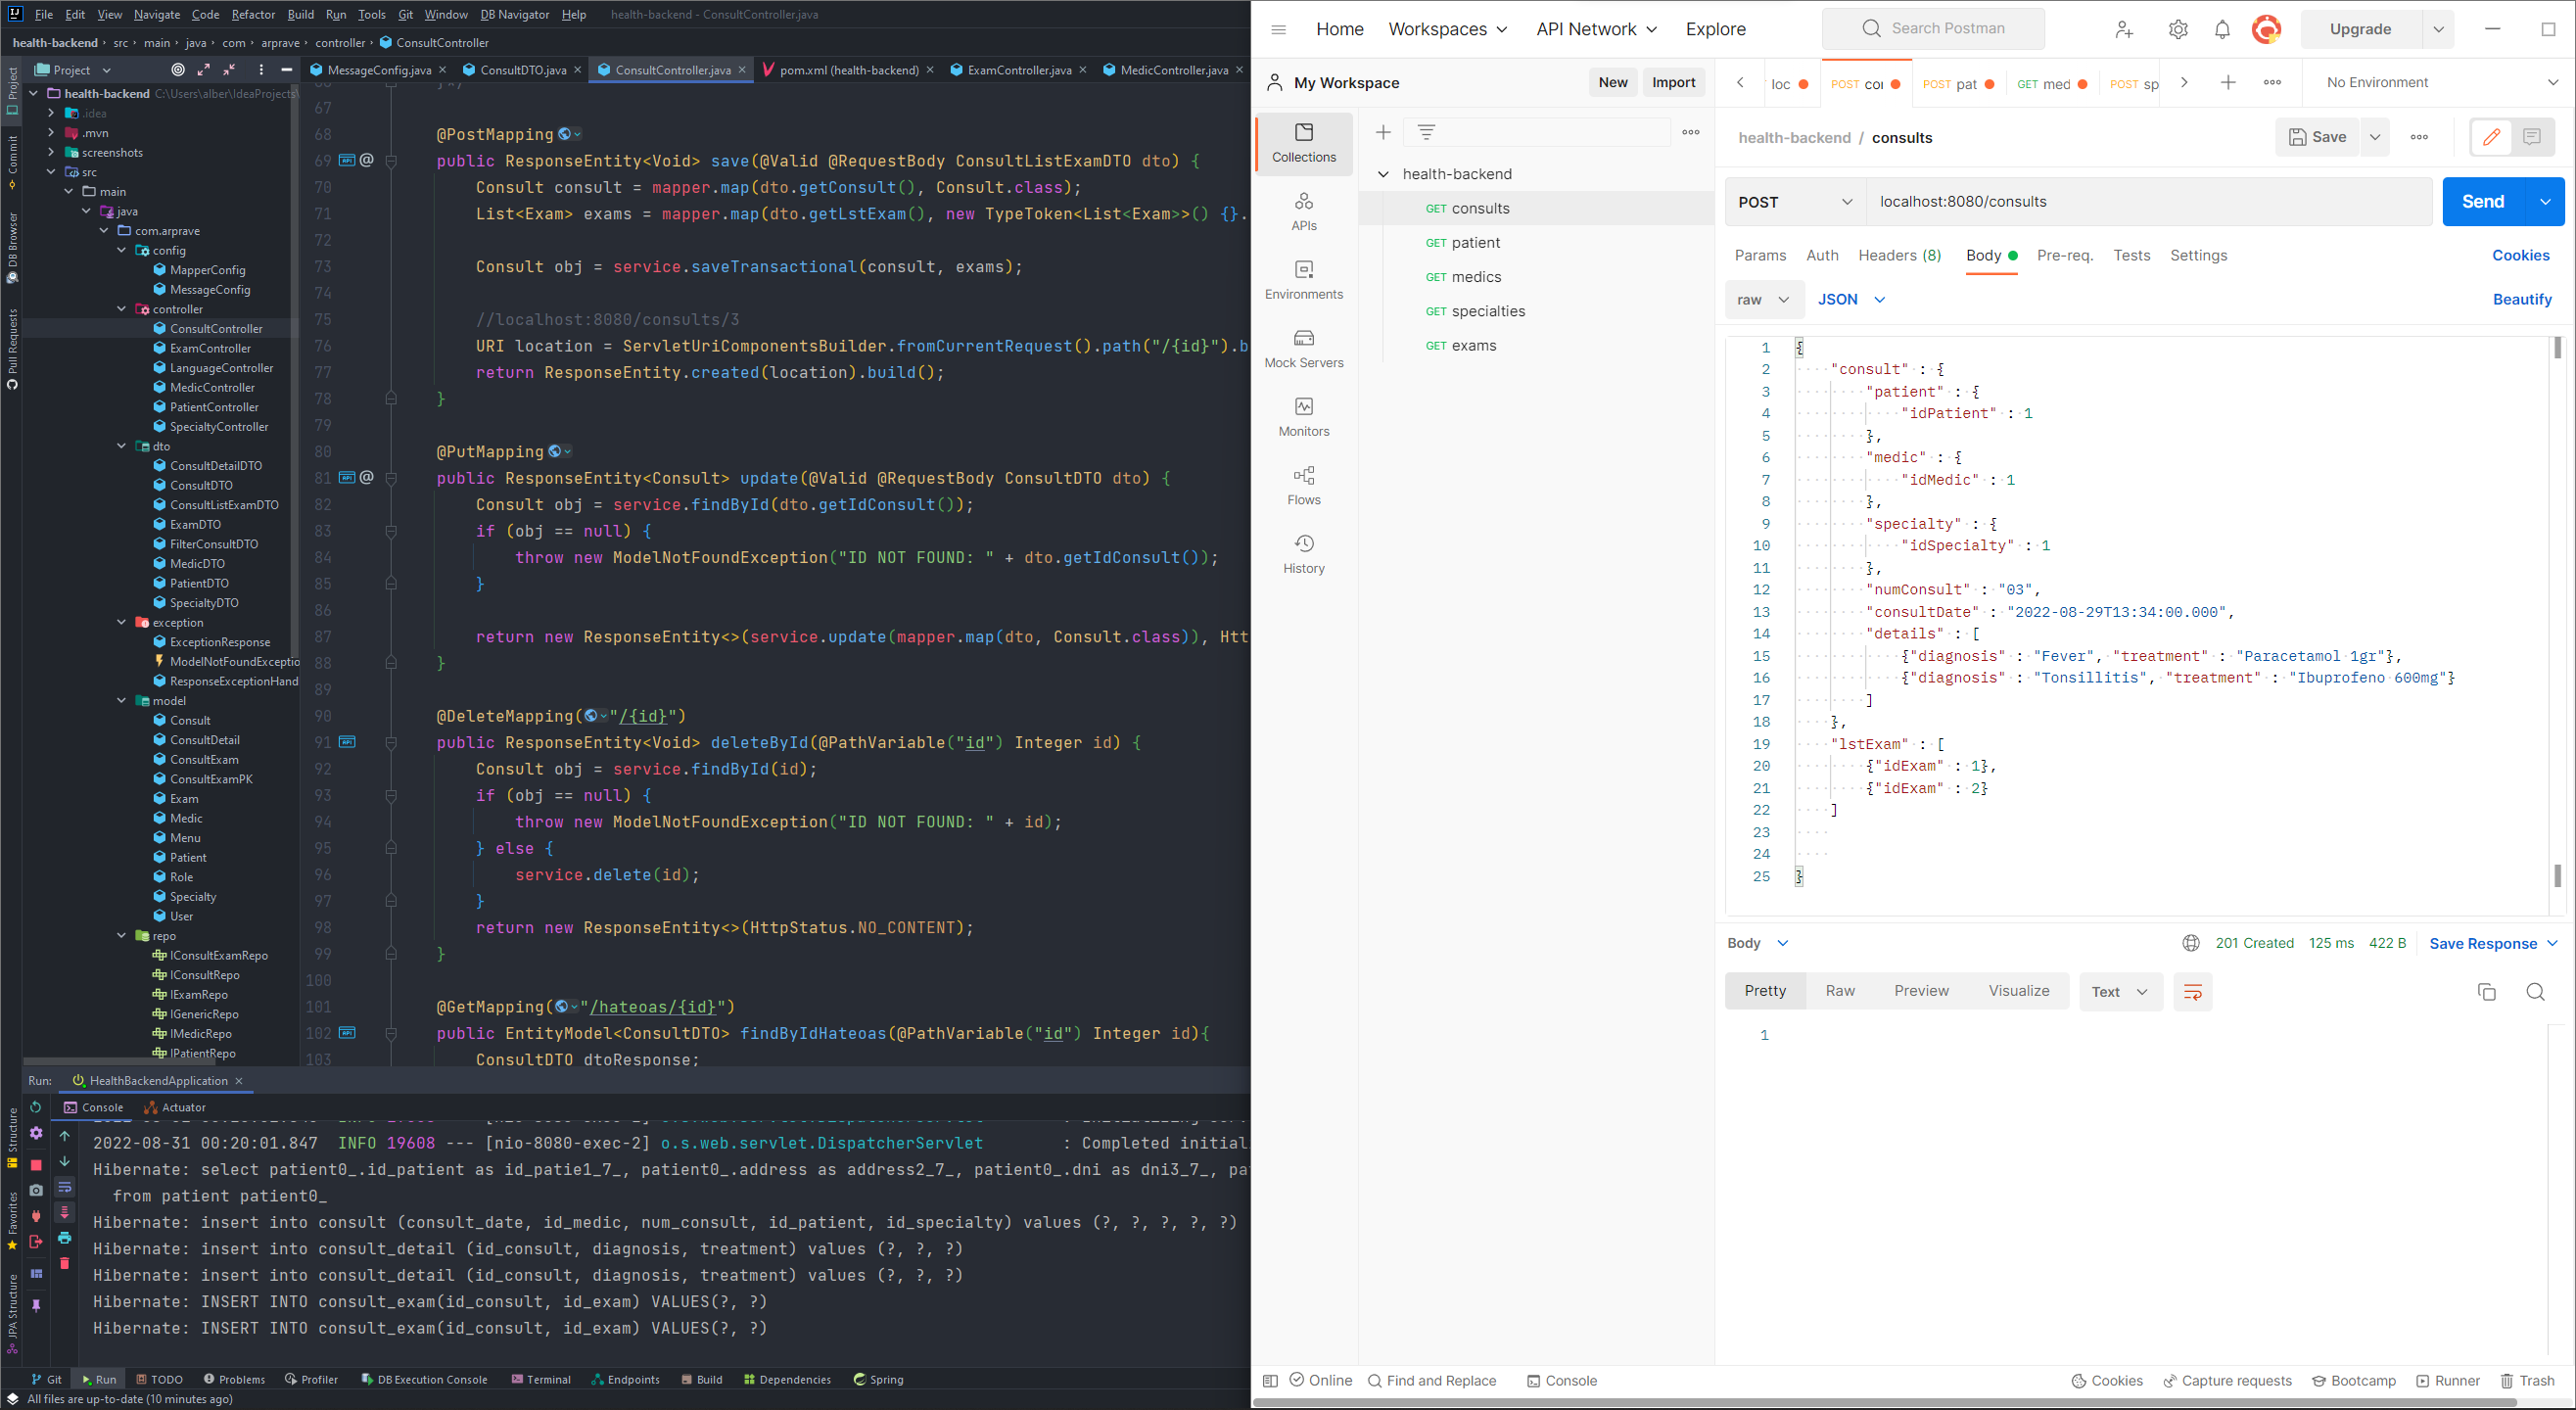 File Edit View Navigate Code Refactor Build Run Tools Git Window DB Navigator Help health-backend - ConsultController.java
health-backend › src › main › java › com › arprave › controller › ConsultController
Project
MessageConfig.java × ConsultDTO.java × ConsultController.java × pom.xml (health-backend) × ExamController.java × MedicController.java ×
Project
Commit
DB Browser
Pull Requests
Structure
Favorites
JPA Structure
health-backend C:\Users\alber\IdeaProjects\
.idea
.mvn
screenshots
src
main
java
com.arprave
config
MapperConfig
MessageConfig
controller
ConsultController
ExamController
LanguageController
MedicController
PatientController
SpecialtyController
dto
ConsultDetailDTO
ConsultDTO
ConsultListExamDTO
ExamDTO
FilterConsultDTO
MedicDTO
PatientDTO
SpecialtyDTO
exception
ExceptionResponse
ModelNotFoundExceptio
ResponseExceptionHand
model
Consult
ConsultDetail
ConsultExam
ConsultExamPK
Exam
Medic
Menu
Patient
Role
Specialty
User
repo
IConsultExamRepo
IConsultRepo
IExamRepo
IGenericRepo
IMedicRepo
IPatientRepo
67
68 @PostMapping
69 public ResponseEntity<Void> save(@Valid @RequestBody ConsultListExamDTO dto) {
70 Consult consult = mapper.map(dto.getConsult(), Consult.class);
71 List<Exam> exams = mapper.map(dto.getLstExam(), new TypeToken<List<Exam>>() {}.
72
73 Consult obj = service.saveTransactional(consult, exams);
74
75 //localhost:8080/consults/3
76 URI location = ServletUriComponentsBuilder.fromCurrentRequest().path("/{id}").b
77 return ResponseEntity.created(location).build();
78 }
79
80 @PutMapping
81 public ResponseEntity<Consult> update(@Valid @RequestBody ConsultDTO dto) {
82 Consult obj = service.findById(dto.getIdConsult());
83 if (obj == null) {
84 throw new ModelNotFoundException("ID NOT FOUND: " + dto.getIdConsult());
85 }
86
87 return new ResponseEntity<>(service.update(mapper.map(dto, Consult.class)), Ht
88 }
89
90 @DeleteMapping("/{id}")
91 public ResponseEntity<Void> deleteById(@PathVariable("id") Integer id) {
92 Consult obj = service.findById(id);
93 if (obj == null) {
94 throw new ModelNotFoundException("ID NOT FOUND: " + id);
95 } else {
96 service.delete(id);
97 }
98 return new ResponseEntity<>(HttpStatus.NO_CONTENT);
99 }
100
101 @GetMapping("/hateoas/{id}")
102 public EntityModel<ConsultDTO> findByIdHateoas(@PathVariable("id") Integer id){
103 ConsultDTO dtoResponse;
Run: HealthBackendApplication ×
Console Actuator
2022-08-31 00:20:01.847 INFO 19608 --- [nio-8080-exec-2] o.s.web.servlet.DispatcherServlet : Completed initial
Hibernate: select patient0_.id_patient as id_patie1_7_, patient0_.address as address2_7_, patient0_.dni as dni3_7_, pa
from patient patient0_
Hibernate: insert into consult (consult_date, id_medic, num_consult, id_patient, id_specialty) values (?, ?, ?, ?, ?)
Hibernate: insert into consult_detail (id_consult, diagnosis, treatment) values (?, ?, ?)
Hibernate: insert into consult_detail (id_consult, diagnosis, treatment) values (?, ?, ?)
Hibernate: INSERT INTO consult_exam(id_consult, id_exam) VALUES(?, ?)
Hibernate: INSERT INTO consult_exam(id_consult, id_exam) VALUES(?, ?)
Git Run TODO Problems Profiler DB Execution Console Terminal Endpoints Build Dependencies Spring
All files are up-to-date (10 minutes ago)
Home Workspaces API Network Explore Search Postman Upgrade
My Workspace New Import
loc POST cor POST pat GET med POST sp No Environment
Collections
APIs
Environments
Mock Servers
Monitors
Flows
History
health-backend
GET consults
GET patient
GET medics
GET specialties
GET exams
health-backend / consults Save
POST localhost:8080/consults Send
Params Auth Headers (8) Body Pre-req. Tests Settings Cookies
raw JSON Beautify
1 {
2 "consult" : {
3 "patient" : {
4 "idPatient" : 1
5 },
6 "medic" : {
7 "idMedic" : 1
8 },
9 "specialty" : {
10 "idSpecialty" : 1
11 },
12 "numConsult" : "03",
13 "consultDate" : "2022-08-29T13:34:00.000",
14 "details" : [
15 {"diagnosis" : "Fever", "treatment" : "Paracetamol 1gr"},
16 {"diagnosis" : "Tonsillitis", "treatment" : "Ibuprofeno 600mg"}
17 ]
18 },
19 "lstExam" : [
20 {"idExam" : 1},
21 {"idExam" : 2}
22 ]
23
24
25 }
Body 201 Created 125 ms 422 B Save Response
Pretty Raw Preview Visualize Text
1
Online Find and Replace Console Cookies Capture requests Bootcamp Runner Trash